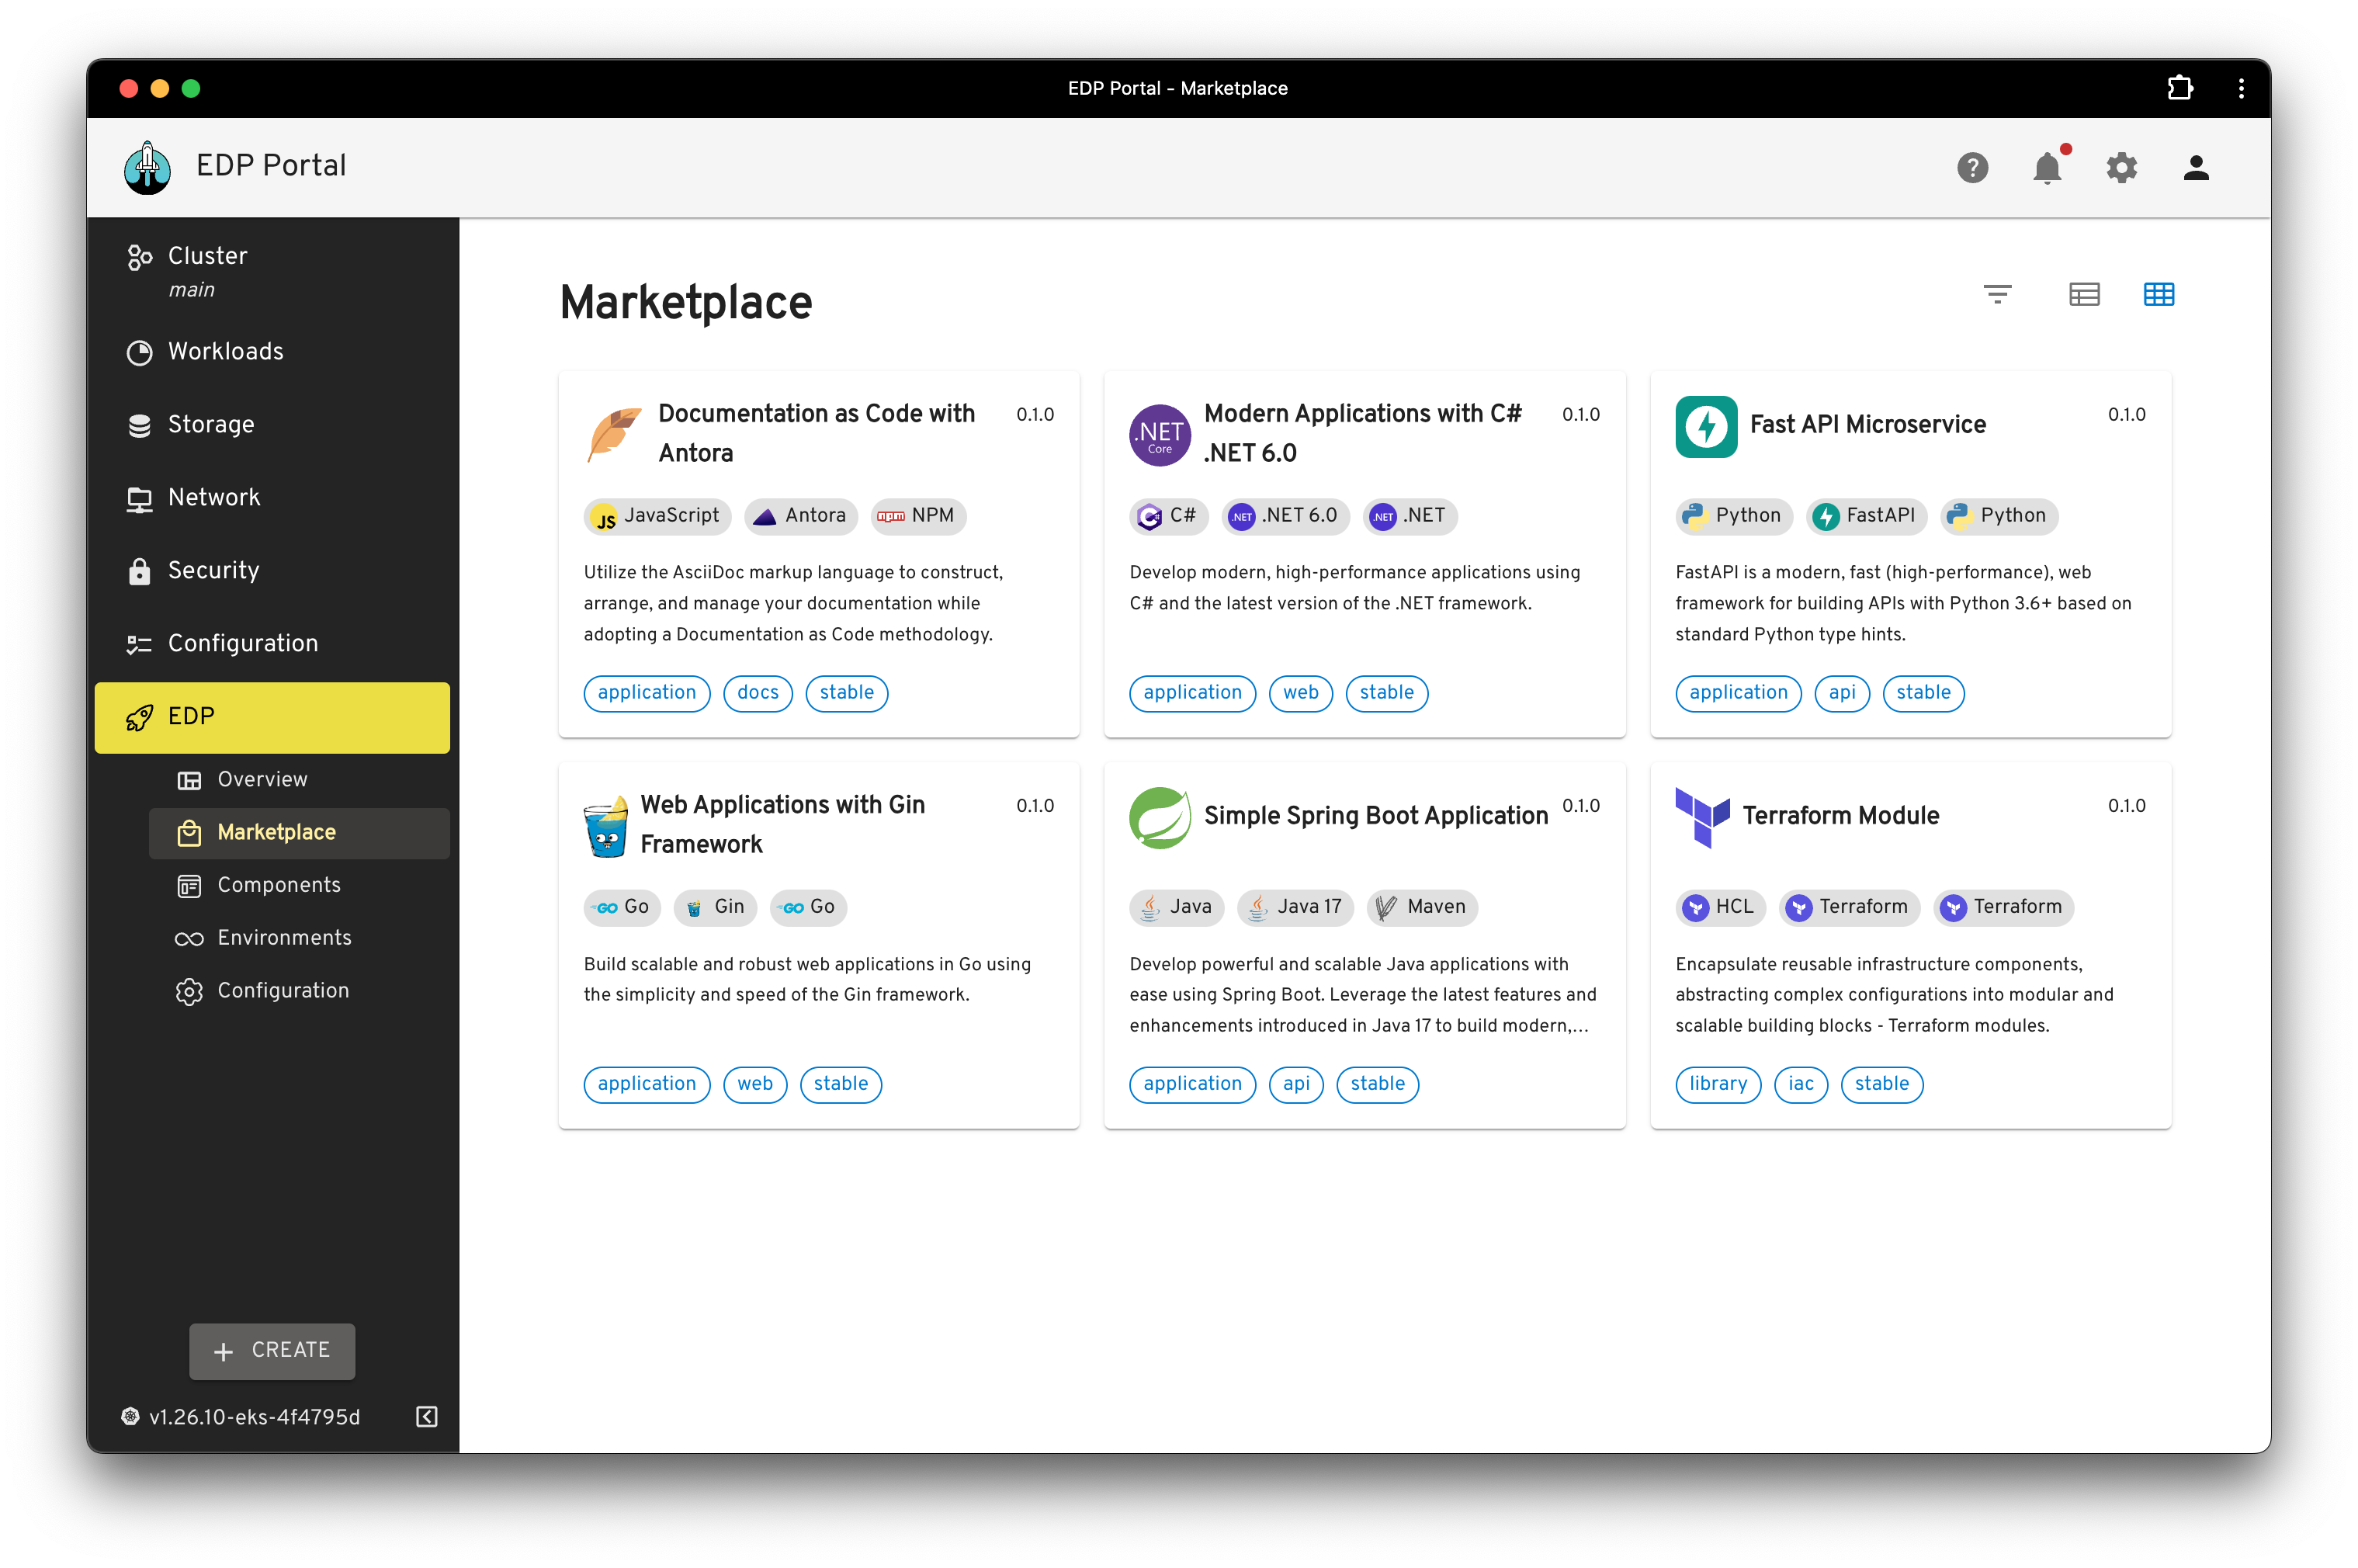 EDP Portal - Marketplace
EDP Portal
Cluster
main
Workloads
Storage
Network
Security
Configuration
EDP
Overview
Marketplace
Components
Environments
Configuration
CREATE
v1.26.10-eks-4f4795d
Marketplace
Documentation as Code with
Antora
0.1.0
JS JavaScript Antora npm NPM
Utilize the AsciiDoc markup language to construct,
arrange, and manage your documentation while
adopting a Documentation as Code methodology.
application docs stable
.NET
Core
Modern Applications with C#
.NET 6.0
0.1.0
C# C# .NET .NET 6.0 .NET .NET
Develop modern, high-performance applications using
C# and the latest version of the .NET framework.
application web stable
Fast API Microservice
0.1.0
Python FastAPI Python
FastAPI is a modern, fast (high-performance), web
framework for building APIs with Python 3.6+ based on
standard Python type hints.
application api stable
Web Applications with Gin
Framework
0.1.0
GO Go Gin GO Go
Build scalable and robust web applications in Go using
the simplicity and speed of the Gin framework.
application web stable
Simple Spring Boot Application
0.1.0
Java Java 17 Maven
Develop powerful and scalable Java applications with
ease using Spring Boot. Leverage the latest features and
enhancements introduced in Java 17 to build modern,...
application api stable
Terraform Module
0.1.0
HCL Terraform Terraform
Encapsulate reusable infrastructure components,
abstracting complex configurations into modular and
scalable building blocks - Terraform modules.
library iac stable